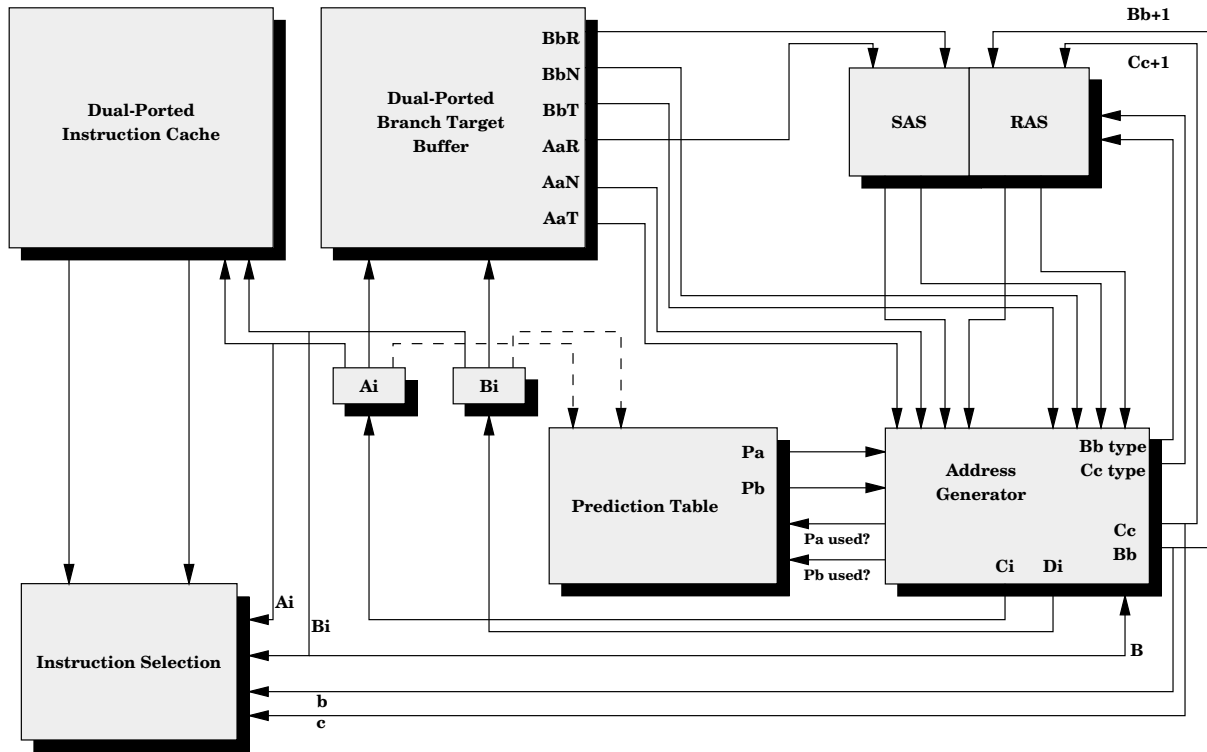 Dual-Ported
Instruction Cache
Dual-Ported
Branch Target
Buffer
BbR
BbN
BbT
AaR
AaN
AaT
SAS
RAS
Bb+1
Cc+1
Ai
Bi
Prediction Table
Pa
Pb
Pa used?
Pb used?
Address
Generator
Bb type
Cc type
Cc
Bb
Ci
Di
Instruction Selection
Ai
Bi
B
b
c